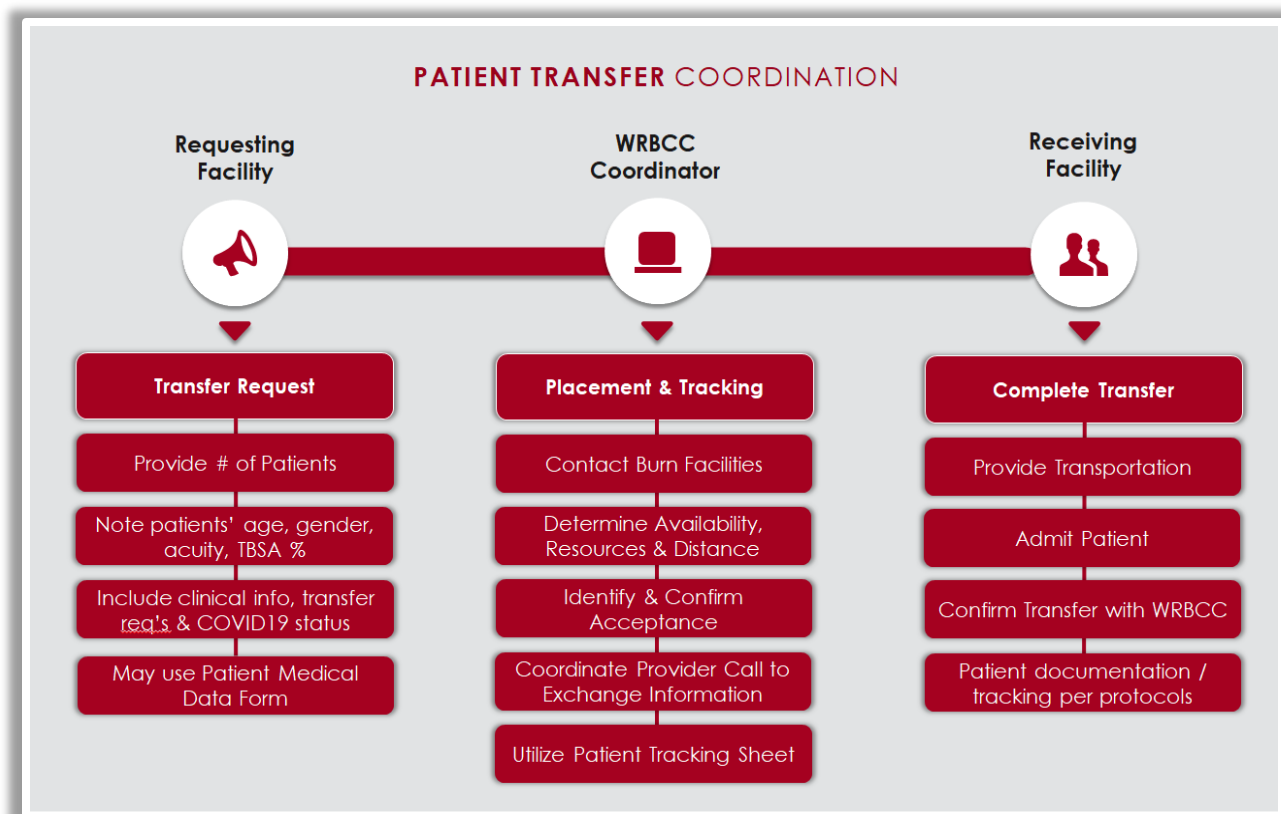 PATIENT TRANSFER COORDINATION
Requesting
Facility
WRBCC
Coordinator
Receiving
Facility
Transfer Request
Provide # of Patients
Note patients' age, gender,
acuity, TBSA %
Include clinical info, transfer
req's & COVID19 status
May use Patient Medical
Data Form
Placement & Tracking
Contact Burn Facilities
Determine Availability,
Resources & Distance
Identify & Confirm
Acceptance
Coordinate Provider Call to
Exchange Information
Utilize Patient Tracking Sheet
Complete Transfer
Provide Transportation
Admit Patient
Confirm Transfer with WRBCC
Patient documentation /
tracking per protocols